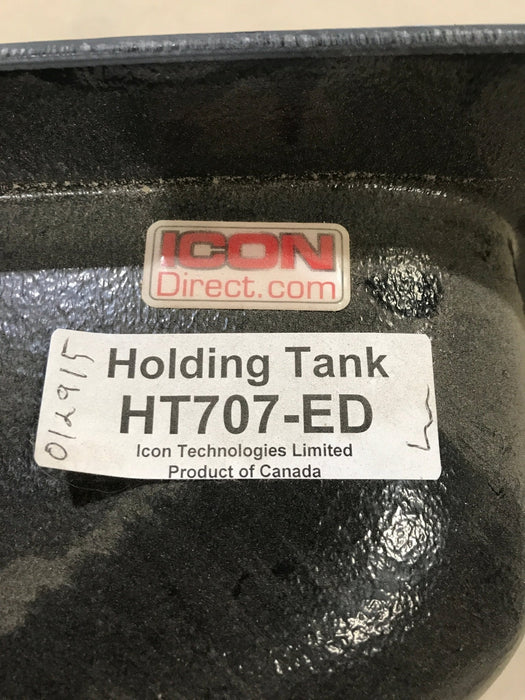 ICON
Direct.com
Holding Tank
HT707-ED
Icon Technologies Limited
Product of Canada
012915